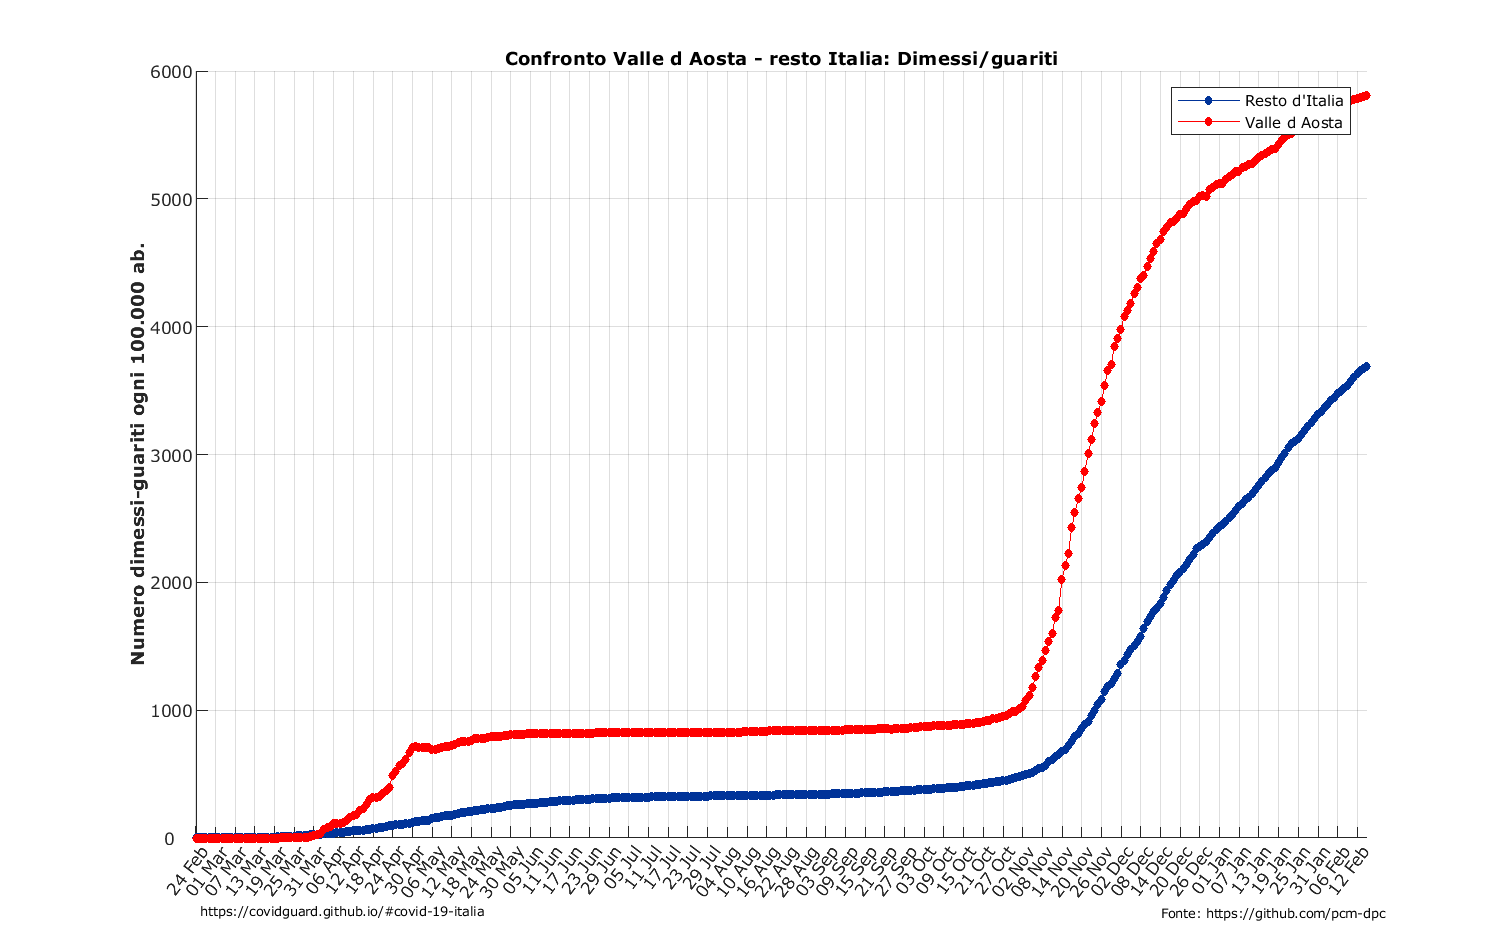 Confronto Valle d Aosta - resto Italia: Dimessi/guariti
Resto d'Italia
Valle d Aosta
Numero dimessi-guariti ogni 100.000 ab.
6000
5000
4000
3000
2000
1000
0
24 Feb
01 Mar
07 Mar
13 Mar
19 Mar
25 Mar
31 Mar
06 Apr
12 Apr
18 Apr
24 Apr
30 Apr
06 May
12 May
18 May
24 May
30 May
05 Jun
11 Jun
17 Jun
23 Jun
29 Jun
05 Jul
11 Jul
17 Jul
23 Jul
29 Jul
04 Aug
10 Aug
16 Aug
22 Aug
28 Aug
03 Sep
09 Sep
15 Sep
21 Sep
27 Sep
03 Oct
09 Oct
15 Oct
21 Oct
27 Oct
02 Nov
08 Nov
14 Nov
20 Nov
26 Nov
02 Dec
08 Dec
14 Dec
20 Dec
26 Dec
01 Jan
07 Jan
13 Jan
19 Jan
25 Jan
31 Jan
06 Feb
12 Feb
https://covidguard.github.io/#covid-19-italia
Fonte: https://github.com/pcm-dpc